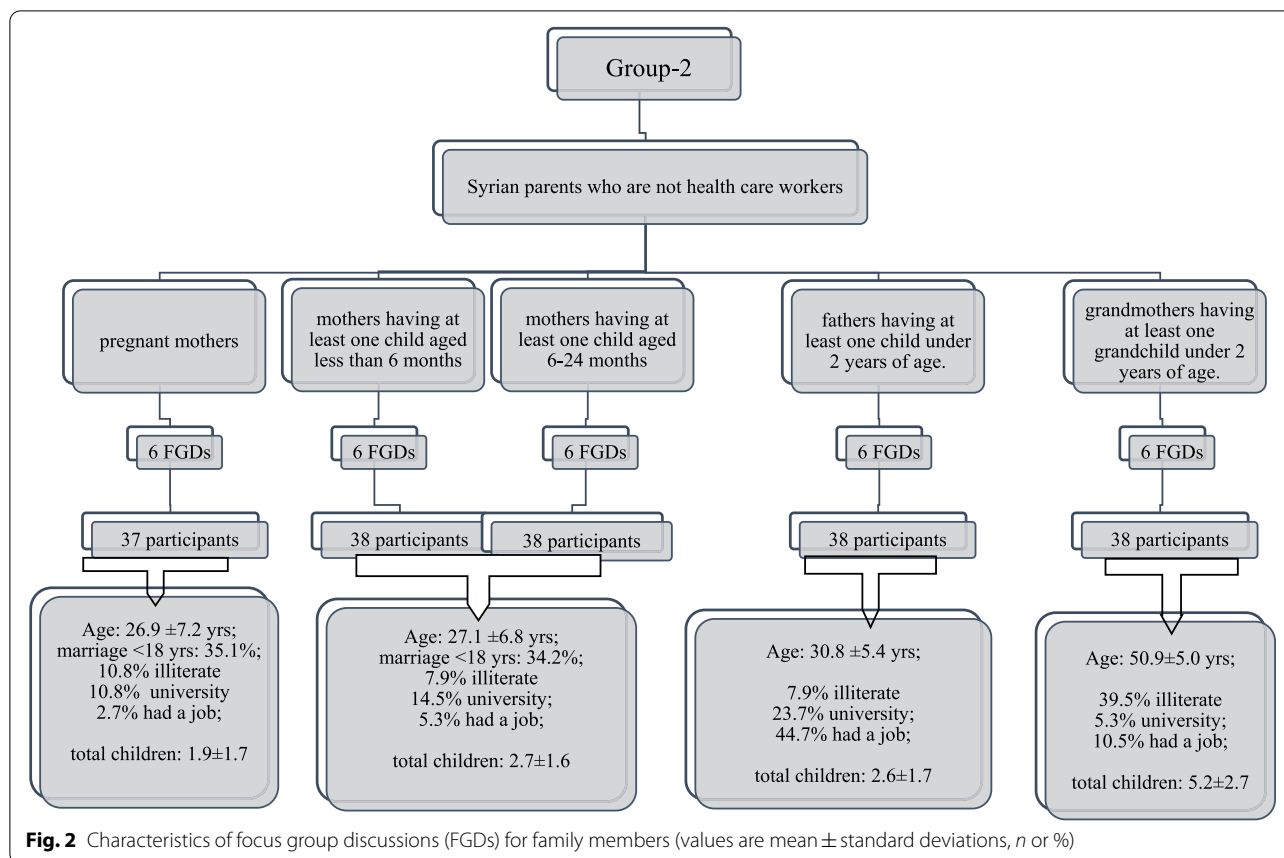 Group-2
Syrian parents who are not health care workers
pregnant mothers
mothers having at
least one child aged
less than 6 months
mothers having at
least one child aged
6-24 months
fathers having at
least one child under
2 years of age.
grandmothers having
at least one
grandchild under 2
years of age.
6 FGDs
6 FGDs
6 FGDs
6 FGDs
6 FGDs
37 participants
38 participants
38 participants
38 participants
38 participants
Age: 26.9 ±7.2 yrs;
marriage <18 yrs: 35.1%;
10.8% illiterate
10.8% university
2.7% had a job;
total children: 1.9±1.7
Age: 27.1 ±6.8 yrs;
marriage <18 yrs: 34.2%;
7.9% illiterate
14.5% university;
5.3% had a job;
total children: 2.7±1.6
Age: 30.8 ±5.4 yrs;
7.9% illiterate
23.7% university;
44.7% had a job;
total children: 2.6±1.7
Age: 50.9±5.0 yrs;
39.5% illiterate
5.3% university;
10.5% had a job;
total children: 5.2±2.7
Fig. 2 Characteristics of focus group discussions (FGDs) for family members (values are mean ± standard deviations, n or %)